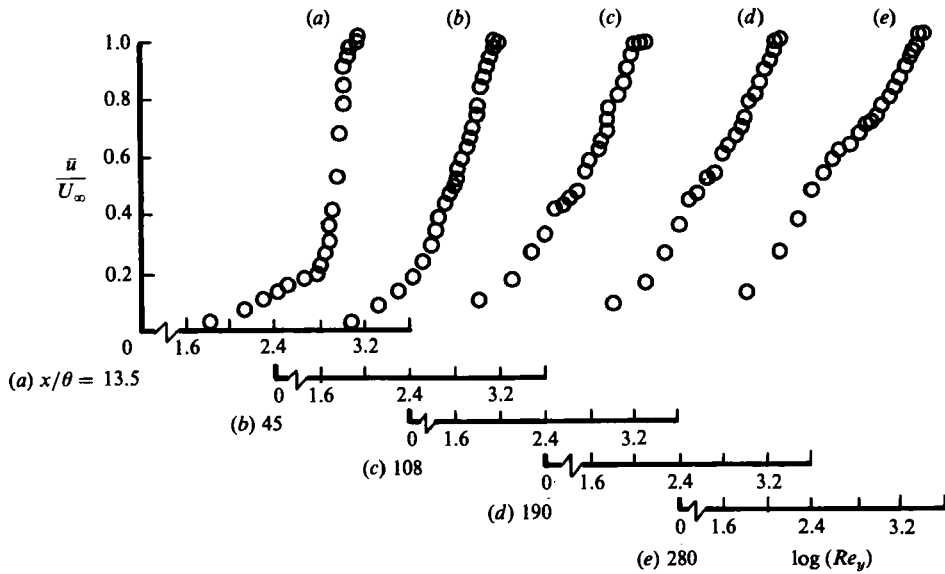 (a) (b) (c) (d) (e)
1.0
0.8
0.6
0.4
0.2
ū
U∞
0 1.6 2.4 3.2
(a) x/θ = 13.5
0 1.6 2.4 3.2
(b) 45
0 1.6 2.4 3.2
(c) 108
0 1.6 2.4 3.2
(d) 190
0 1.6 2.4 3.2
(e) 280
log (Re_y)